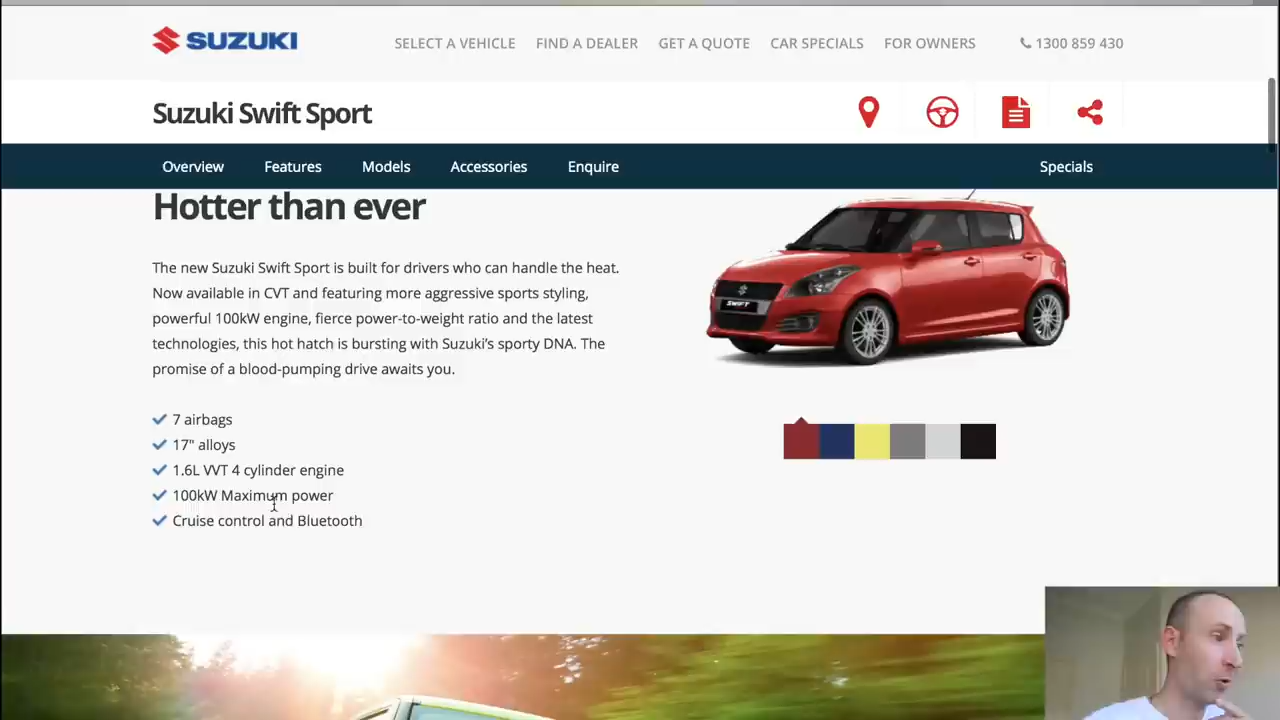 SUZUKI
SELECT A VEHICLE FIND A DEALER GET A QUOTE CAR SPECIALS FOR OWNERS 1300 859 430
Suzuki Swift Sport
Overview Features Models Accessories Enquire Specials
Hotter than ever
The new Suzuki Swift Sport is built for drivers who can handle the heat.
Now available in CVT and featuring more aggressive sports styling,
powerful 100kW engine, fierce power-to-weight ratio and the latest
technologies, this hot hatch is bursting with Suzuki's sporty DNA. The
promise of a blood-pumping drive awaits you.
SWIFT
7 airbags
17" alloys
1.6L VVT 4 cylinder engine
100kW Maximum power
Cruise control and Bluetooth